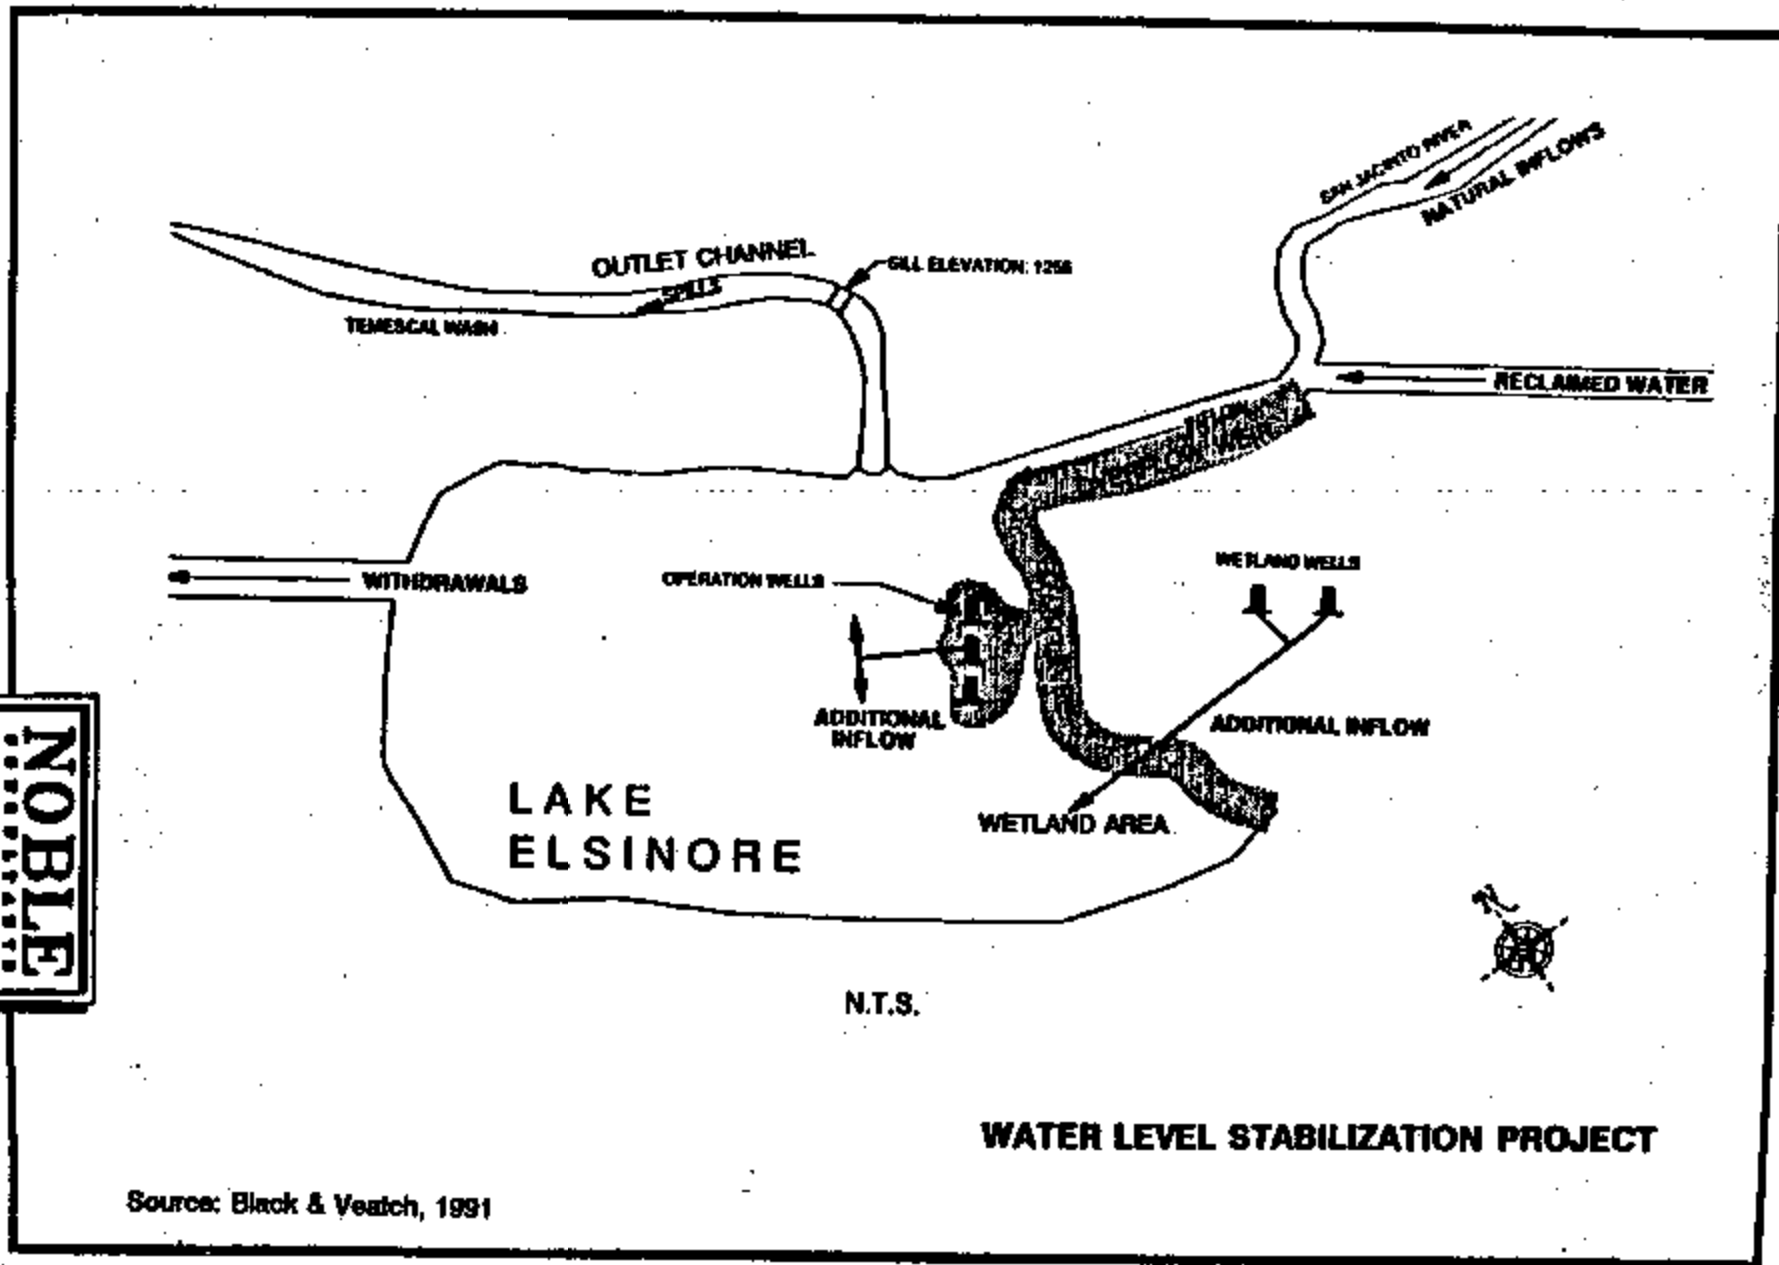 SAN JACINTO RIVER
NATURAL INFLOWS
OUTLET CHANNEL
SPILLS
SILL ELEVATION: 1255
TEMESCAL WASH
RECLAIMED WATER
WITHDRAWALS
OPERATION WELLS
WETLAND WELLS
ADDITIONAL
INFLOW
ADDITIONAL INFLOW
WETLAND AREA
LAKE
ELSINORE
NOBLE
CONSULTANTS
N
N.T.S.
WATER LEVEL STABILIZATION PROJECT
Source: Black & Veatch, 1991